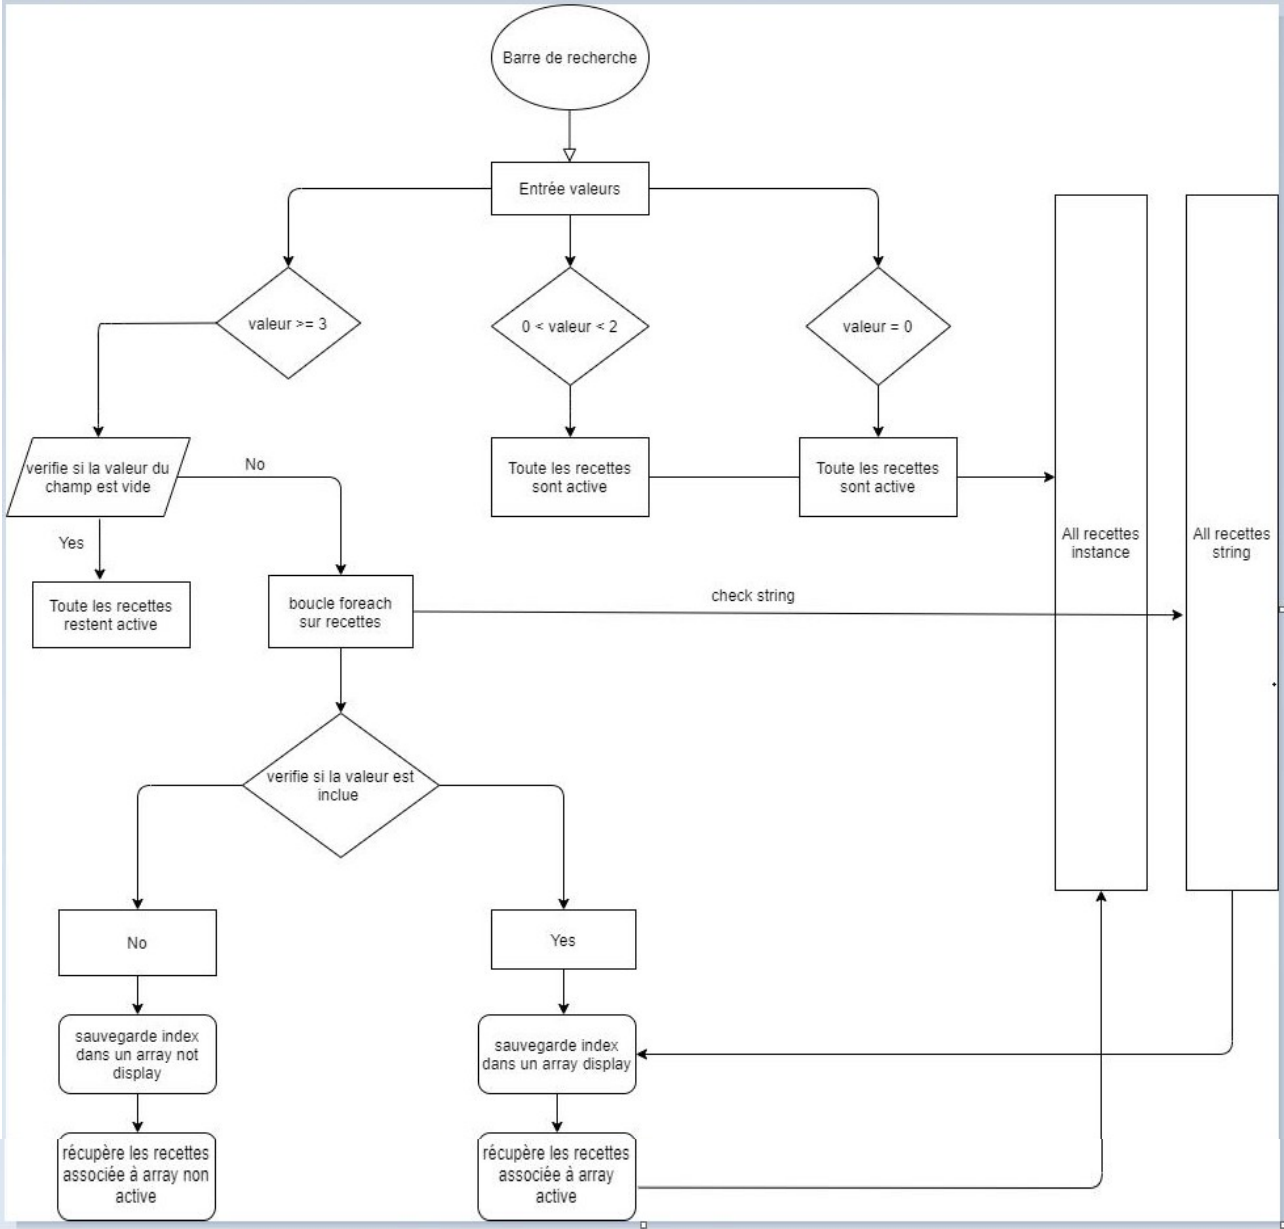 Barre de recherche
Entrée valeurs
valeur >= 3
0 < valeur < 2
valeur = 0
verifie si la valeur du
champ est vide
No
Toute les recettes
sont active
Toute les recettes
sont active
Yes
All recettes
instance
All recettes
string
Toute les recettes
restent active
boucle foreach
sur recettes
check string
verifie si la valeur est
inclue
No
Yes
sauvegarde index
dans un array not
display
sauvegarde index
dans un array display
récupère les recettes
associée à array non
active
récupère les recettes
associée à array
active